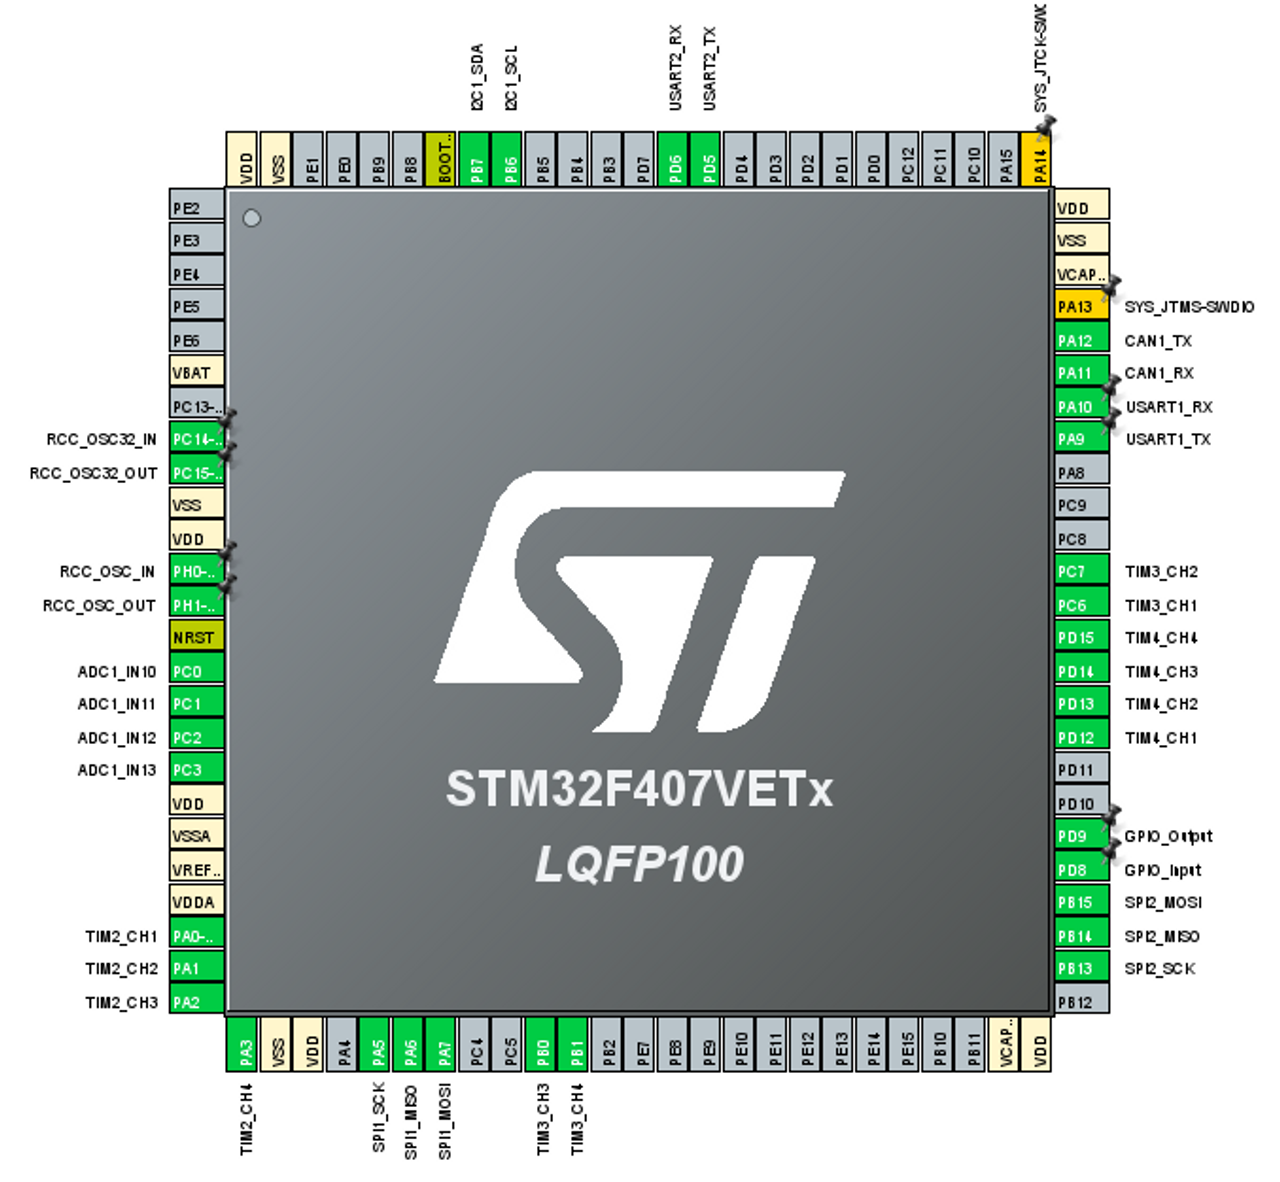 I2C1_SDA
I2C1_SCL
USART2_RX
USART2_TX
SYS_JTCK-SWK
VDD
VSS
PE1
PE0
PB9
PB8
BOOT..
PB7
PB6
PB5
PB4
PB3
PD7
PD6
PD5
PD4
PD3
PD2
PD1
PD0
PC12
PC11
PC10
PA15
PA14
PE2
PE3
PE4
PE5
PE6
VBAT
PC13-..
RCC_OSC32_IN PC14-..
RCC_OSC32_OUT PC15-..
VSS
VDD
RCC_OSC_IN PH0-..
RCC_OSC_OUT PH1-..
NRST
ADC1_IN10 PC0
ADC1_IN11 PC1
ADC1_IN12 PC2
ADC1_IN13 PC3
VDD
VSSA
VREF..
VDDA
TIM2_CH1 PA0-..
TIM2_CH2 PA1
TIM2_CH3 PA2
STM32F407VETx
LQFP100
VDD
VSS
VCAP..
PA13 SYS_JTMS-SWDIO
PA12 CAN1_TX
PA11 CAN1_RX
PA10 USART1_RX
PA9 USART1_TX
PA8
PC9
PC8
PC7 TIM3_CH2
PC6 TIM3_CH1
PD15 TIM4_CH4
PD14 TIM4_CH3
PD13 TIM4_CH2
PD12 TIM4_CH1
PD11
PD10
PD9 GPIO_Output
PD8 GPIO_Input
PB15 SPI2_MOSI
PB14 SPI2_MISO
PB13 SPI2_SCK
PB12
PA3
VSS
VDD
PA4
PA5
PA6
PA7
PC4
PC5
PB0
PB1
PB2
PE7
PE8
PE9
PE10
PE11
PE12
PE13
PE14
PE15
PB10
PB11
VCAP..
VDD
TIM2_CH4
SPI1_SCK
SPI1_MISO
SPI1_MOSI
TIM3_CH3
TIM3_CH4